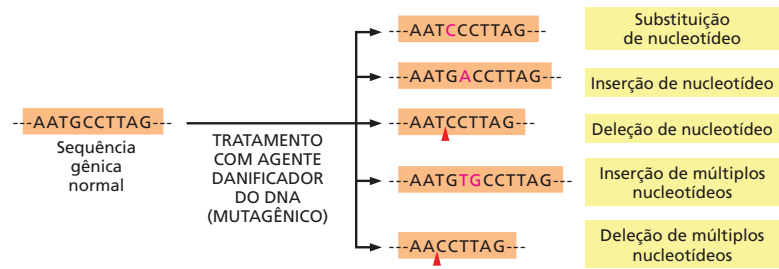 ---AATGCCTTAG---
Sequência
gênica
normal
TRATAMENTO
COM AGENTE
DANIFICADOR
DO DNA
(MUTAGÊNICO)
---AATCCCTTAG---
Substituição
de nucleotídeo
---AATGACCTTAG---
Inserção de nucleotídeo
---AATCCTTAG---
Deleção de nucleotídeo
---AATGTGCCTTAG---
Inserção de múltiplos
nucleotídeos
---AACCTTAG---
Deleção de múltiplos
nucleotídeos